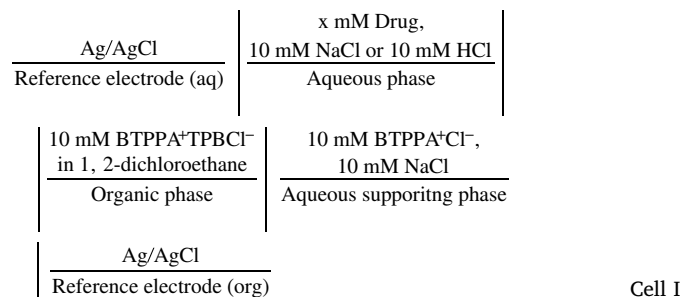 x mM Drug,
Ag/AgCl
10 mM NaCl or 10 mM HCl
Reference electrode (aq)
Aqueous phase
10 mM BTPPA⁺TPBCl⁻
10 mM BTPPA⁺Cl⁻,
in 1, 2-dichloroethane
10 mM NaCl
Organic phase
Aqueous supporitng phase
Ag/AgCl
Reference electrode (org)
Cell I